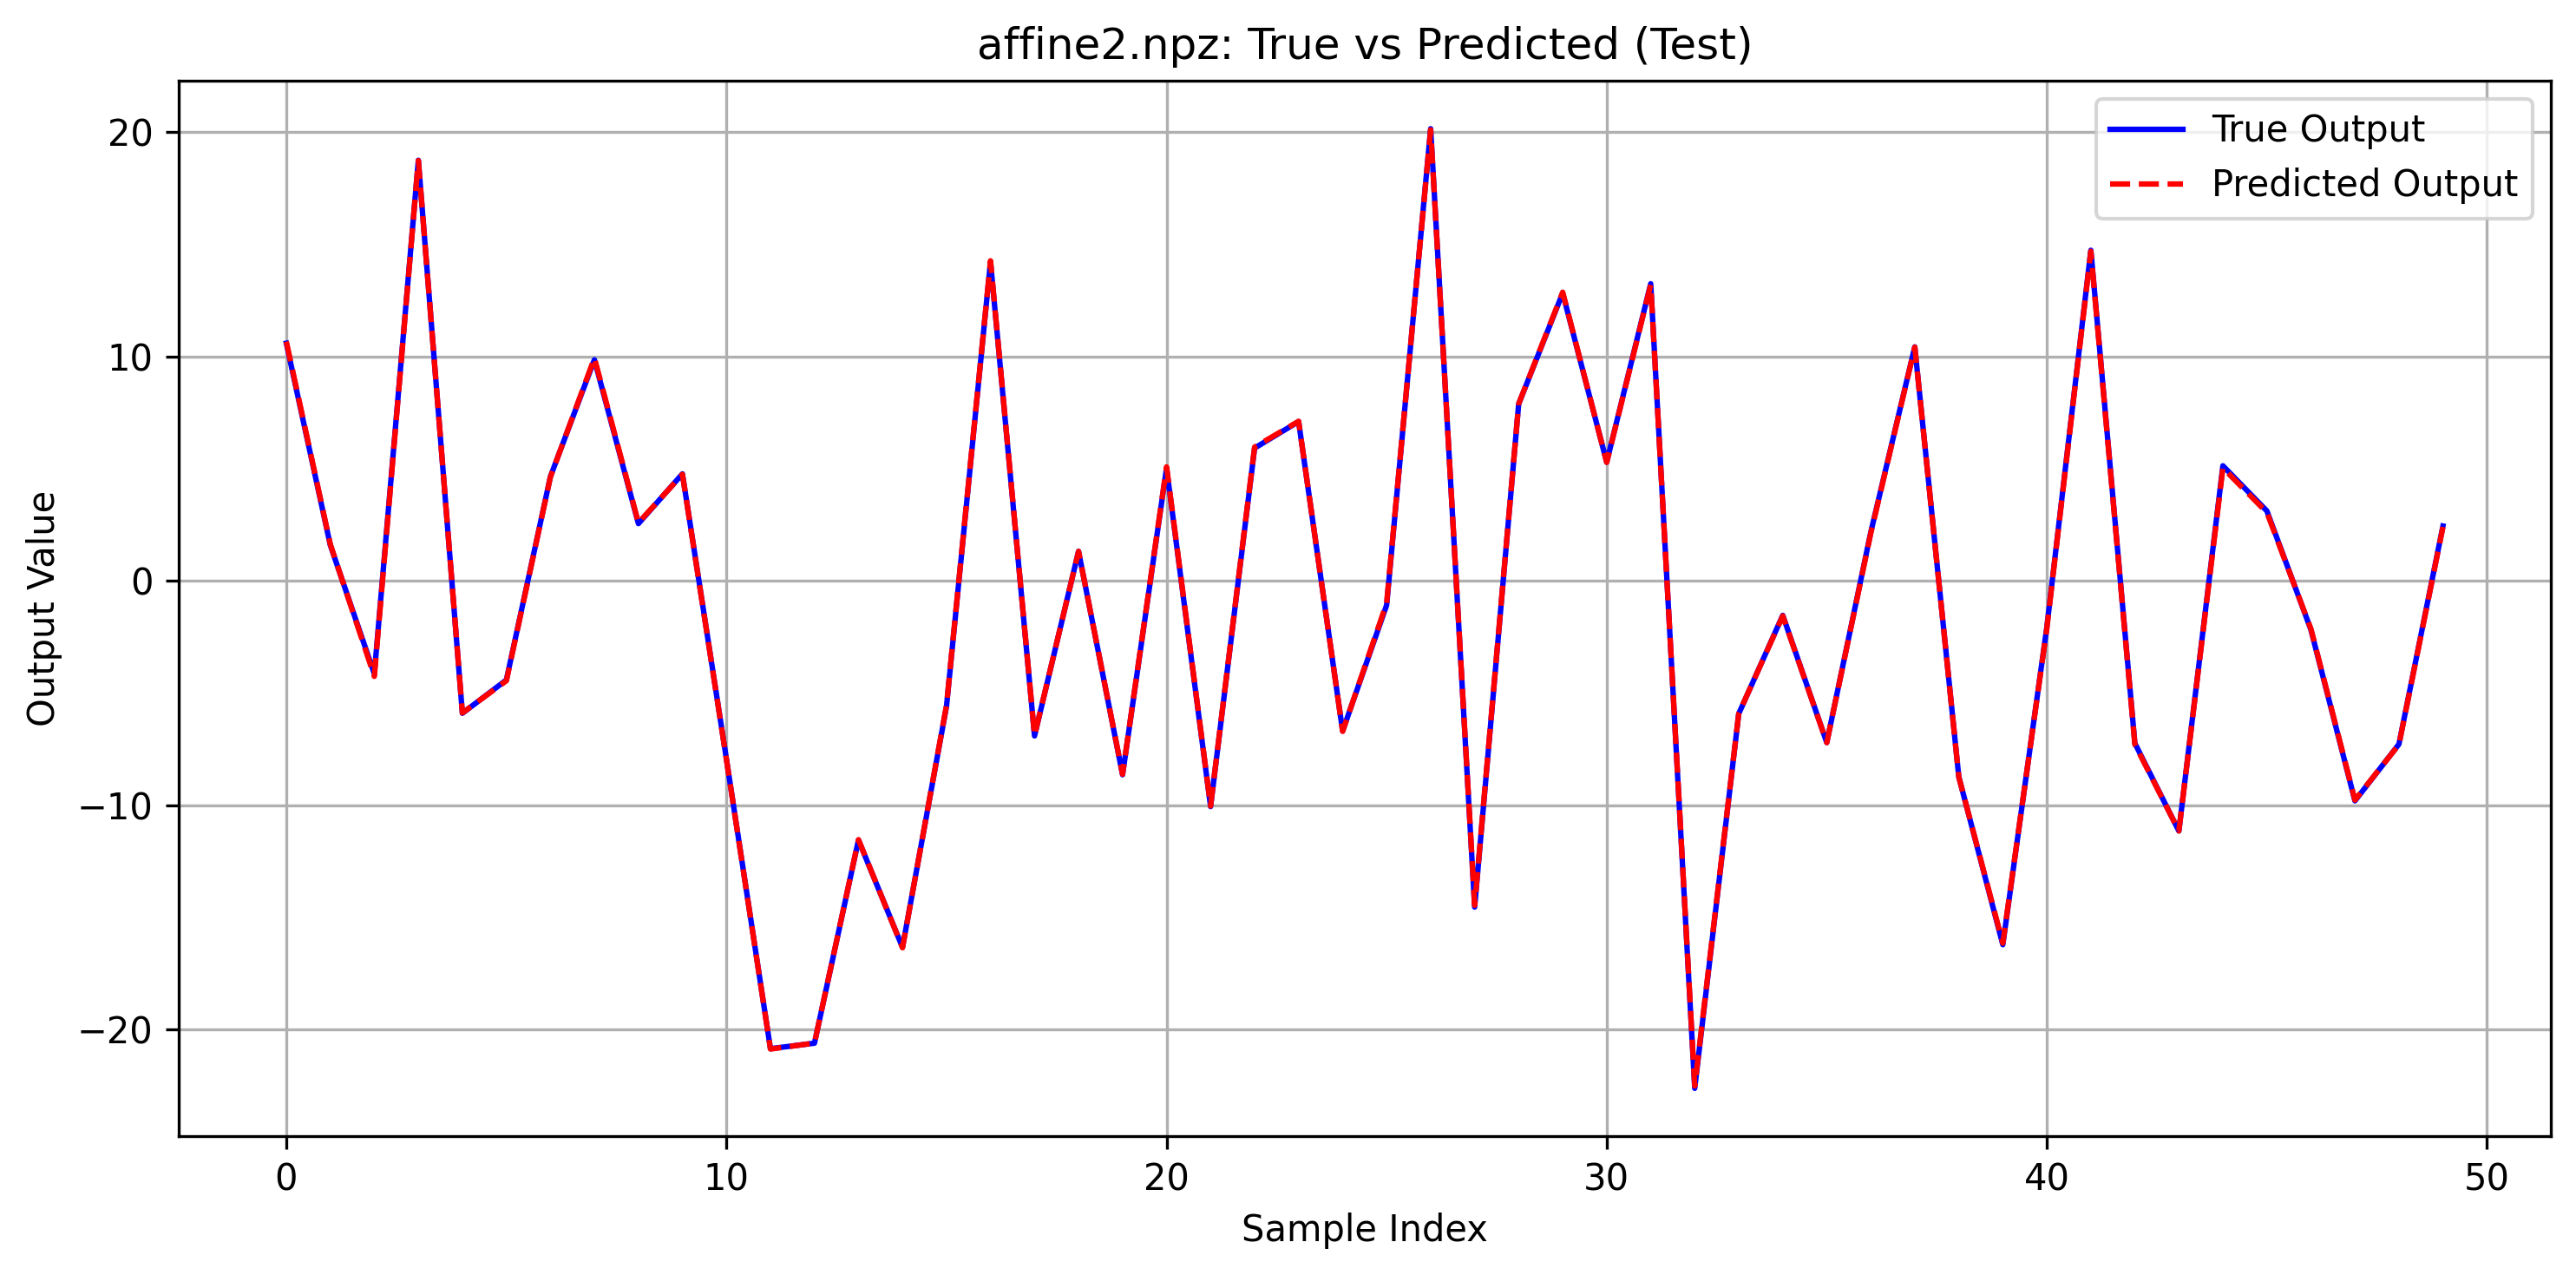 affine2.npz: True vs Predicted (Test)
True Output
Predicted Output
Output Value
20
10
0
−10
−20
0 10 20 30 40 50
Sample Index